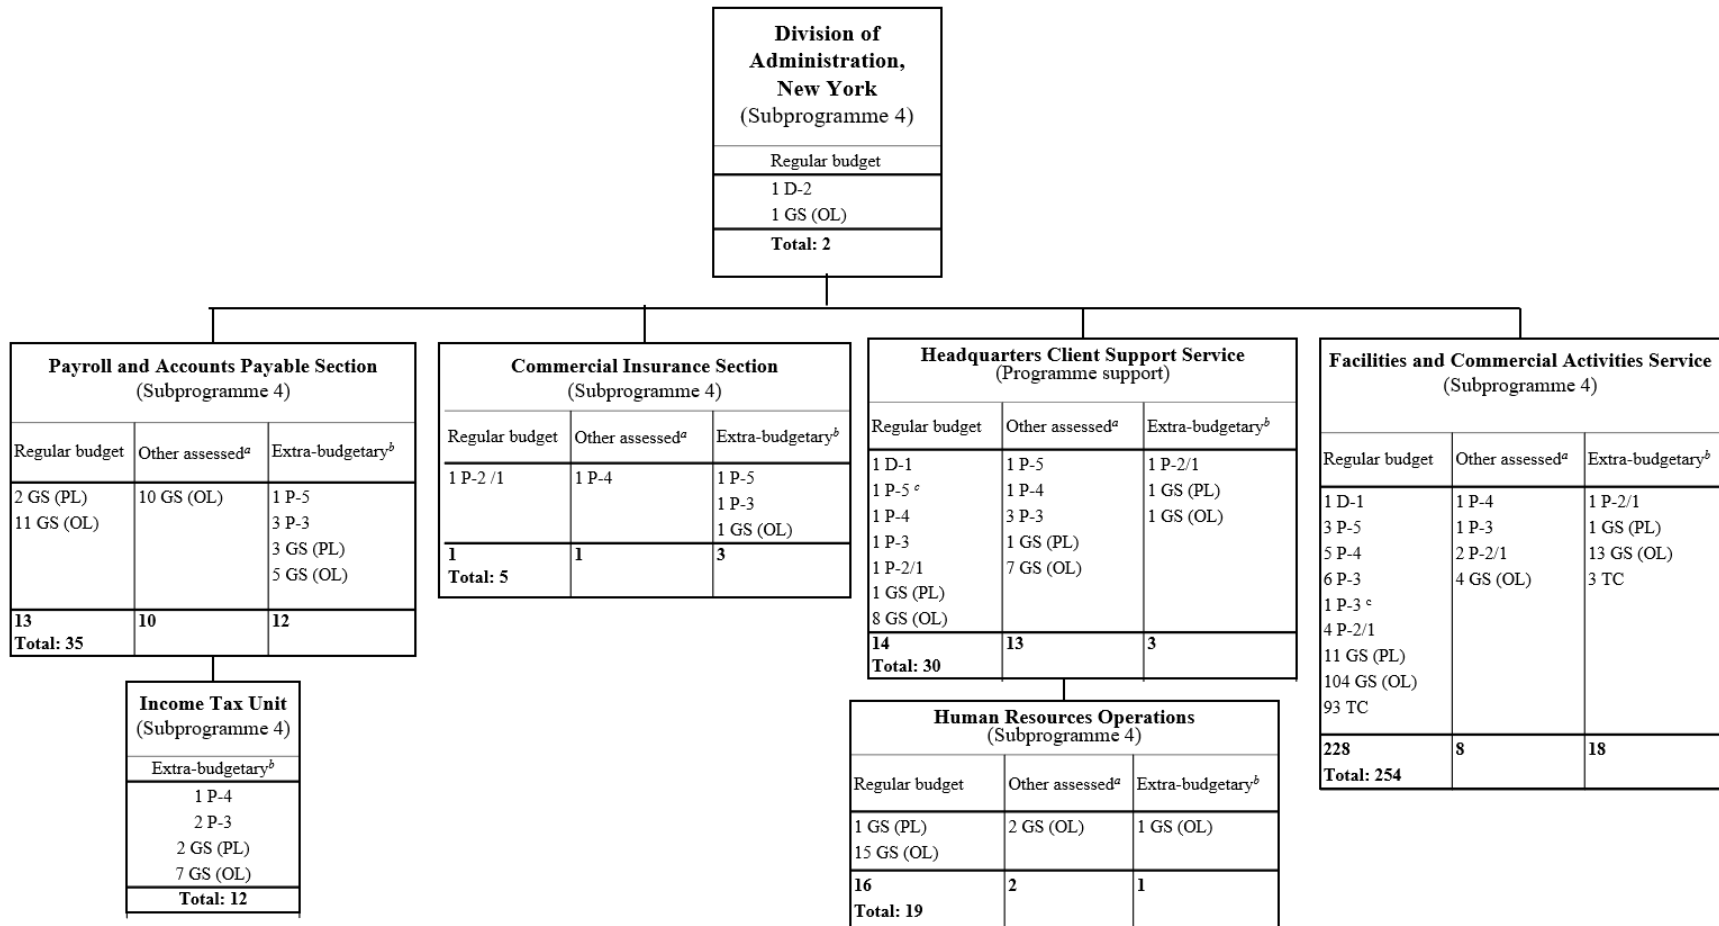 Division of
Administration,
New York
(Subprogramme 4)
Regular budget
1 D-2
1 GS (OL)
Total: 2
Payroll and Accounts Payable Section
(Subprogramme 4)
Regular budget
Other assessedᵃ
Extra-budgetaryᵇ
2 GS (PL)
11 GS (OL)
10 GS (OL)
1 P-5
3 P-3
3 GS (PL)
5 GS (OL)
13
10
12
Total: 35
Income Tax Unit
(Subprogramme 4)
Extra-budgetaryᵇ
1 P-4
2 P-3
2 GS (PL)
7 GS (OL)
Total: 12
Commercial Insurance Section
(Subprogramme 4)
Regular budget
Other assessedᵃ
Extra-budgetaryᵇ
1 P-2 /1
1 P-4
1 P-5
1 P-3
1 GS (OL)
1
1
3
Total: 5
Headquarters Client Support Service
(Programme support)
Regular budget
Other assessedᵃ
Extra-budgetaryᵇ
1 D-1
1 P-5 ᶜ
1 P-4
1 P-3
1 P-2/1
1 GS (PL)
8 GS (OL)
1 P-5
1 P-4
3 P-3
1 GS (PL)
7 GS (OL)
1 P-2/1
1 GS (PL)
1 GS (OL)
14
13
3
Total: 30
Human Resources Operations
(Subprogramme 4)
Regular budget
Other assessedᵃ
Extra-budgetaryᵇ
1 GS (PL)
15 GS (OL)
2 GS (OL)
1 GS (OL)
16
2
1
Total: 19
Facilities and Commercial Activities Service
(Subprogramme 4)
Regular budget
Other assessedᵃ
Extra-budgetaryᵇ
1 D-1
3 P-5
5 P-4
6 P-3
1 P-3 ᶜ
4 P-2/1
11 GS (PL)
104 GS (OL)
93 TC
1 P-4
1 P-3
2 P-2/1
4 GS (OL)
1 P-2/1
1 GS (PL)
13 GS (OL)
3 TC
228
8
18
Total: 254